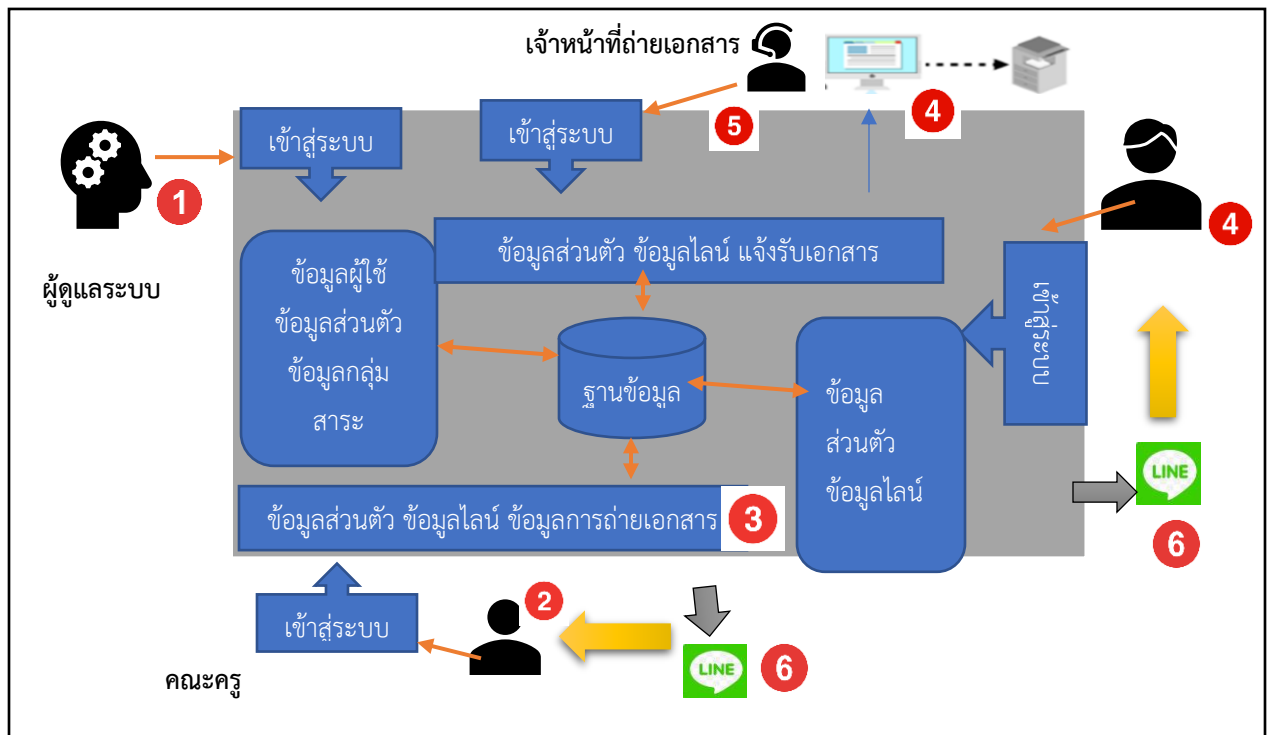 เจ้าหน้าที่ถ่ายเอกสาร
5
4
เข้าสู่ระบบ
เข้าสู่ระบบ
1
4
ผู้ดูแลระบบ
ข้อมูลผู้ใช้
ข้อมูลส่วนตัว
ข้อมูลกลุ่ม
สาระ
ข้อมูลส่วนตัว ข้อมูลไลน์ แจ้งรับเอกสาร
เข้าสู่ระบบ
ฐานข้อมูล
ข้อมูล
ส่วนตัว
ข้อมูลไลน์
LINE
6
ข้อมูลส่วนตัว ข้อมูลไลน์ ข้อมูลการถ่ายเอกสาร
3
เข้าสู่ระบบ
2
LINE
6
คณะครู